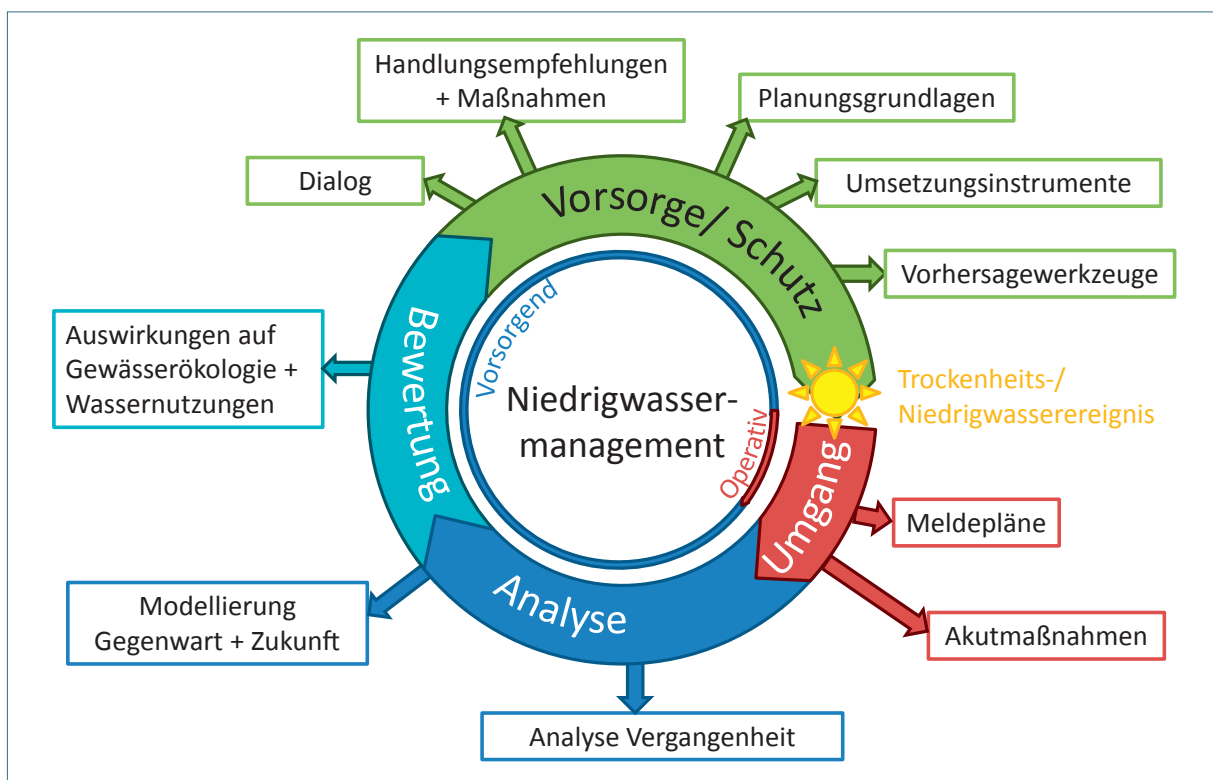 Handlungsempfehlungen
+ Maßnahmen
Planungsgrundlagen
Dialog
Umsetzungsinstrumente
Vorsorge/ Schutz
Vorhersagewerkzeuge
Vorsorgend
Bewertung
Auswirkungen auf
Gewässerökologie +
Wassernutzungen
Niedrigwasser-
management
Trockenheits-/
Niedrigwasserereignis
Operativ
Umgang
Meldepläne
Analyse
Modellierung
Gegenwart + Zukunft
Akutmaßnahmen
Analyse Vergangenheit